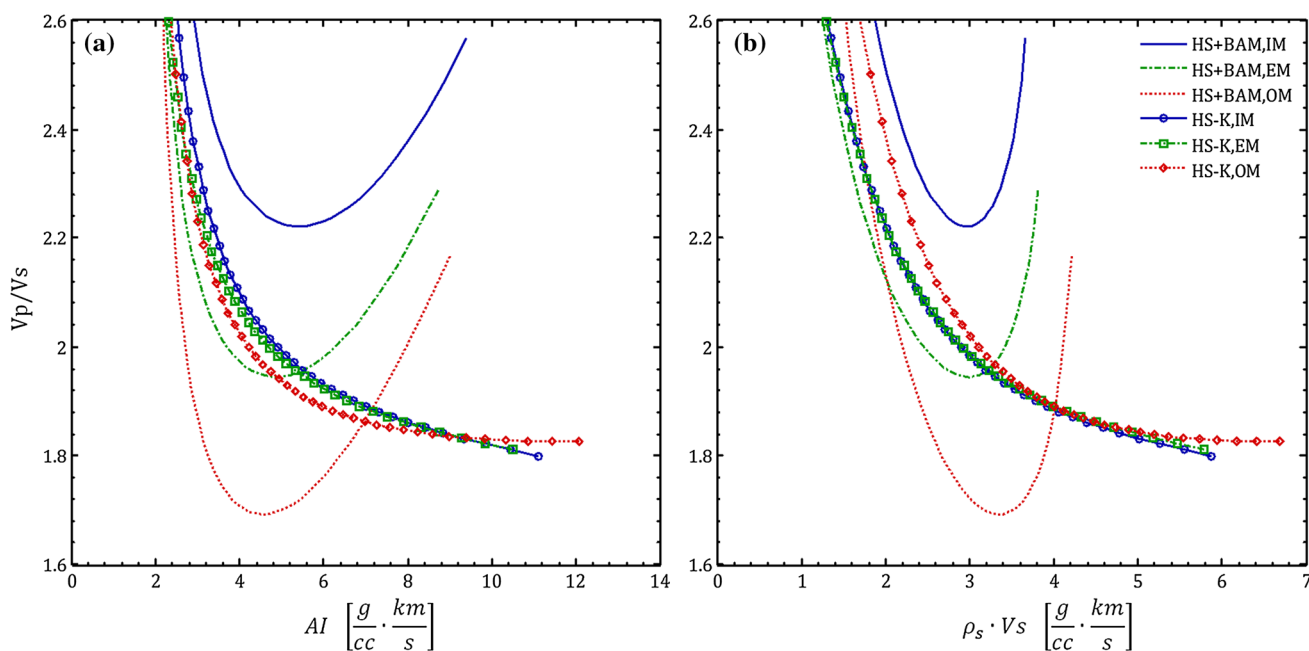 (a)
Vp/Vs
2.6
2.4
2.2
2
1.8
1.6
0 2 4 6 8 10 12 14
AI [g/cc · km/s]
(b)
HS+BAM,IM
HS+BAM,EM
HS+BAM,OM
HS-K,IM
HS-K,EM
HS-K,OM
2.6
2.4
2.2
2
1.8
1.6
0 1 2 3 4 5 6 7
ρs · Vs [g/cc · km/s]